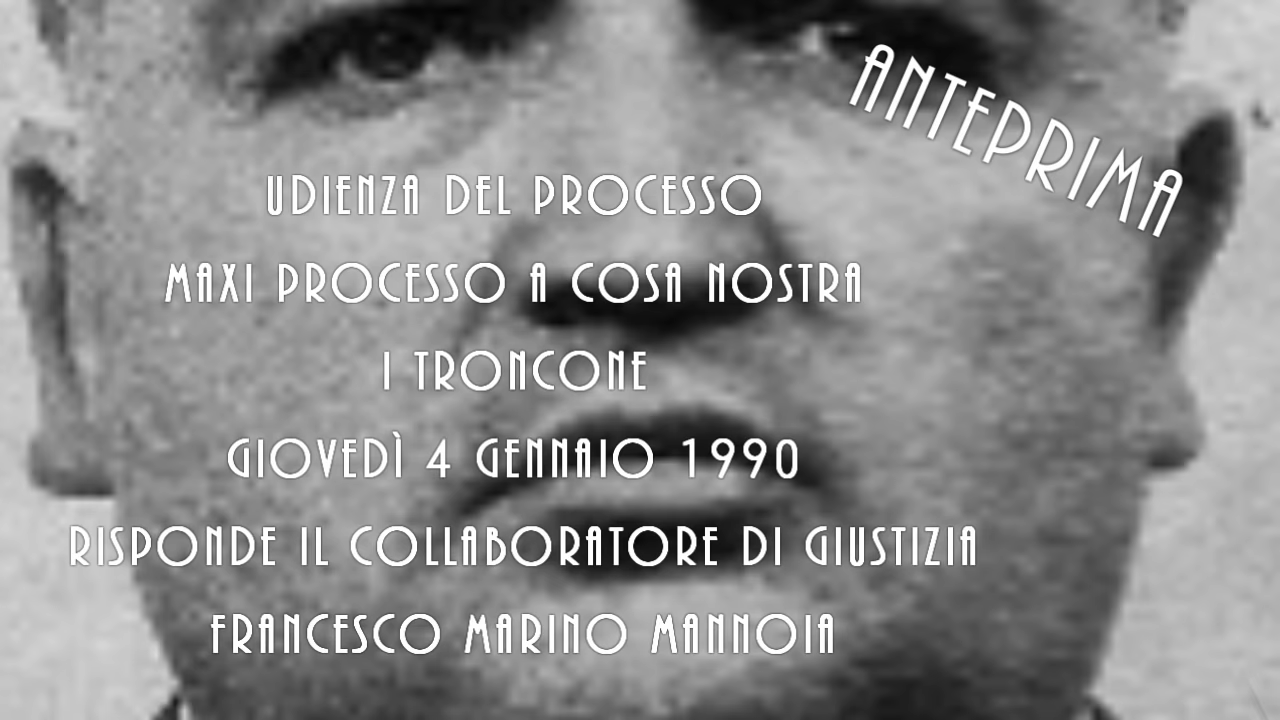 ANTEPRIMA
UDIENZA DEL PROCESSO
MAXI PROCESSO A COSA NOSTRA
I TRONCONE
GIOVEDÌ 4 GENNAIO 1990
RISPONDE IL COLLABORATORE DI GIUSTIZIA
FRANCESCO MARINO MANNOIA